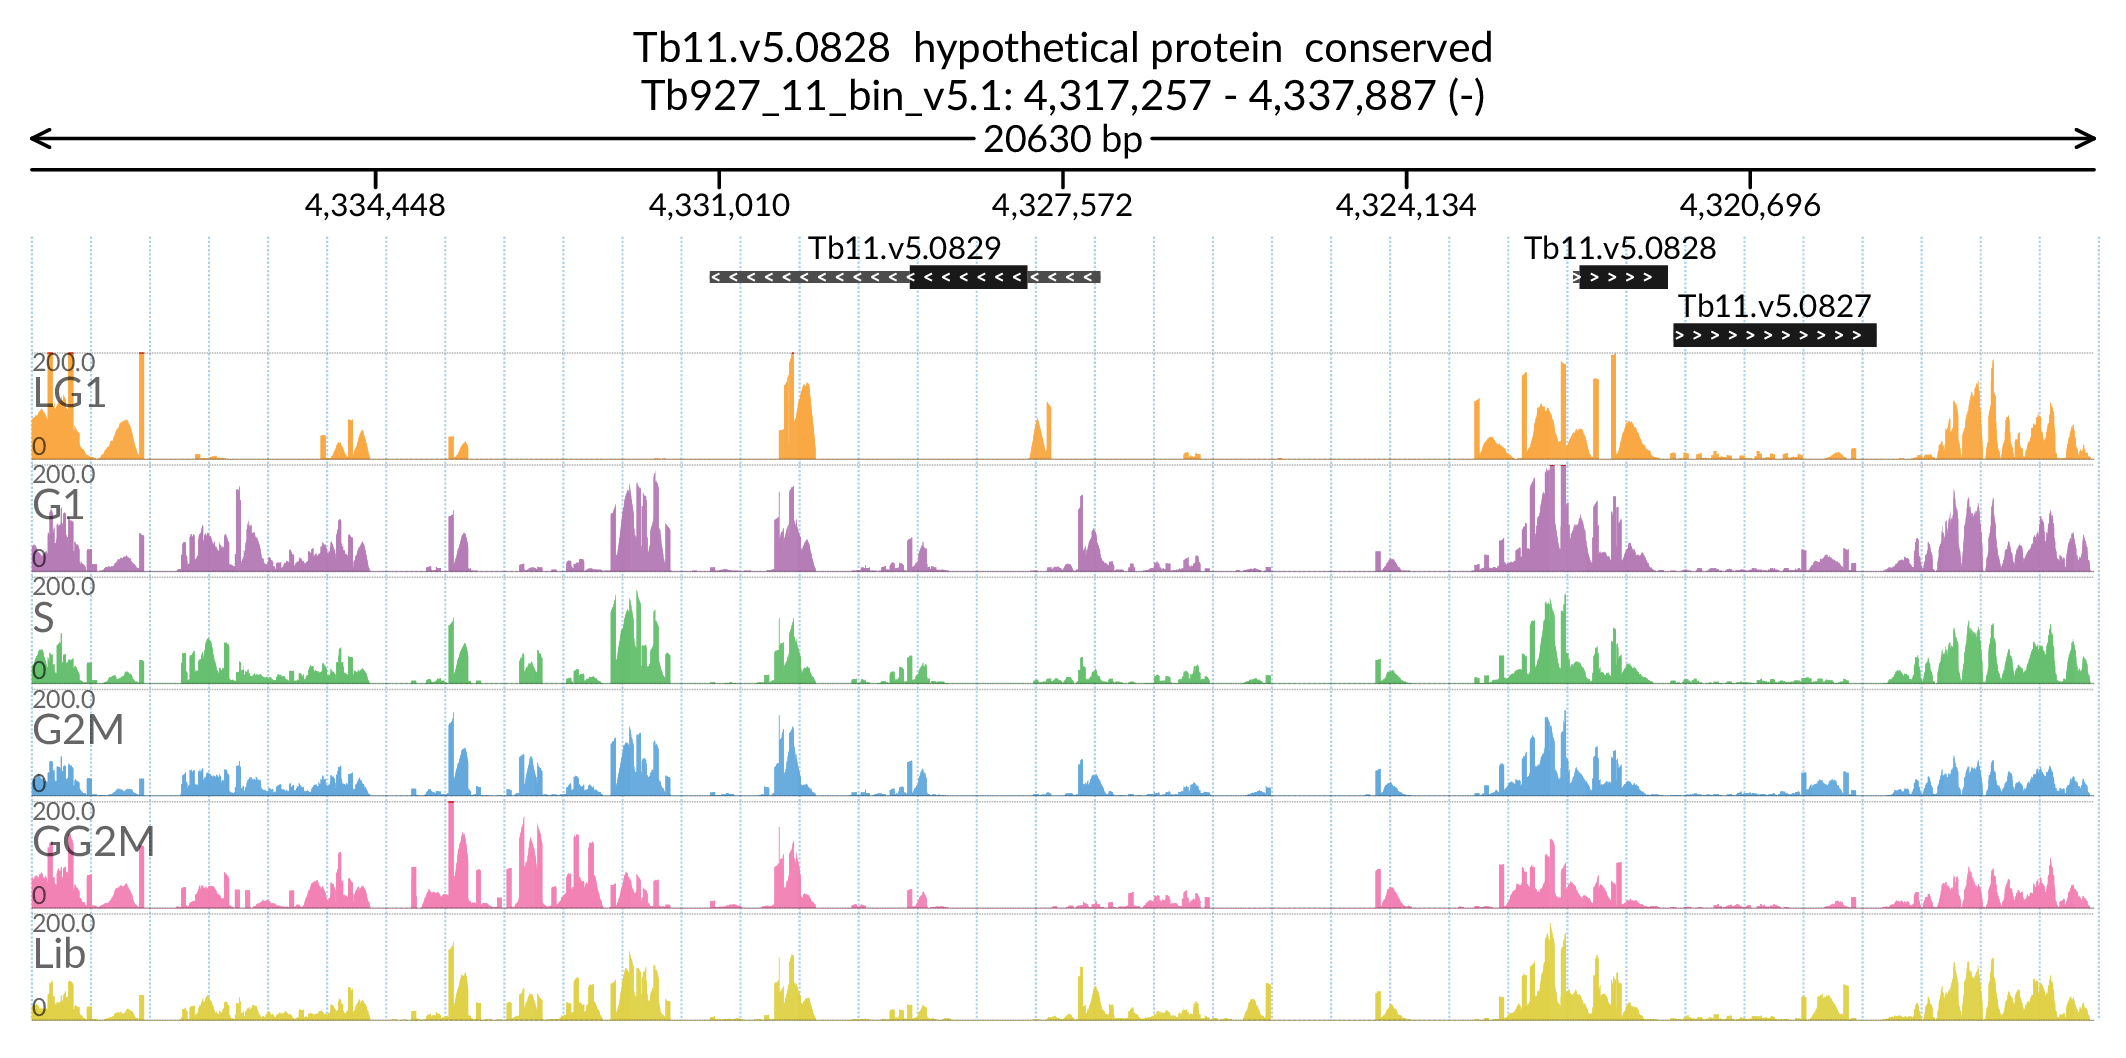 Tb11.v5.0828 hypothetical protein conserved
Tb927_11_bin_v5.1: 4,317,257 - 4,337,887 (-)
20630 bp
4,334,448 4,331,010 4,327,572 4,324,134 4,320,696
Tb11.v5.0829 Tb11.v5.0828
Tb11.v5.0827
200.0
LG1
0
200.0
G1
0
200.0
S
0
200.0
G2M
0
200.0
GG2M
0
200.0
Lib
0